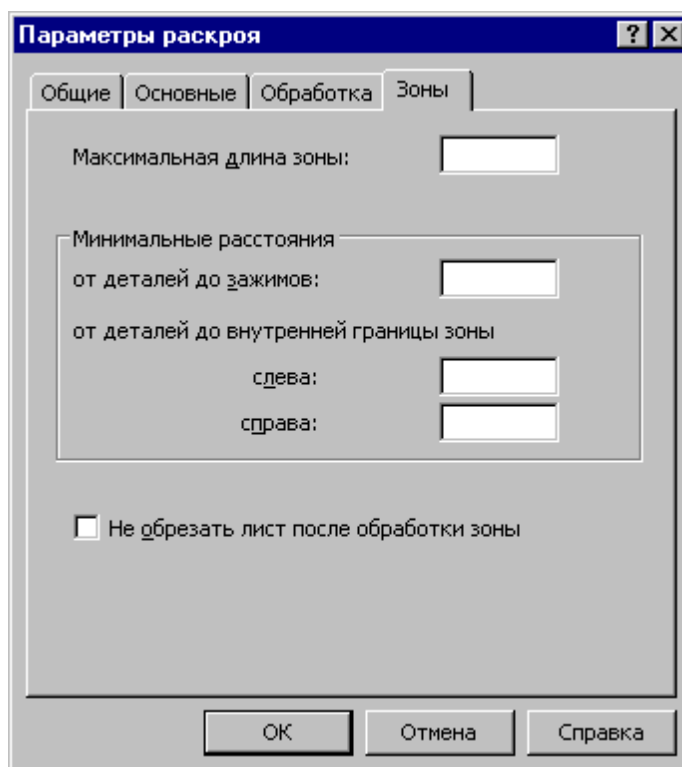 Параметры раскроя
Общие Основные Обработка Зоны
Максимальная длина зоны:
Минимальные расстояния
от деталей до зажимов:
от деталей до внутренней границы зоны
слева:
справа:
Не обрезать лист после обработки зоны
ОК Отмена Справка